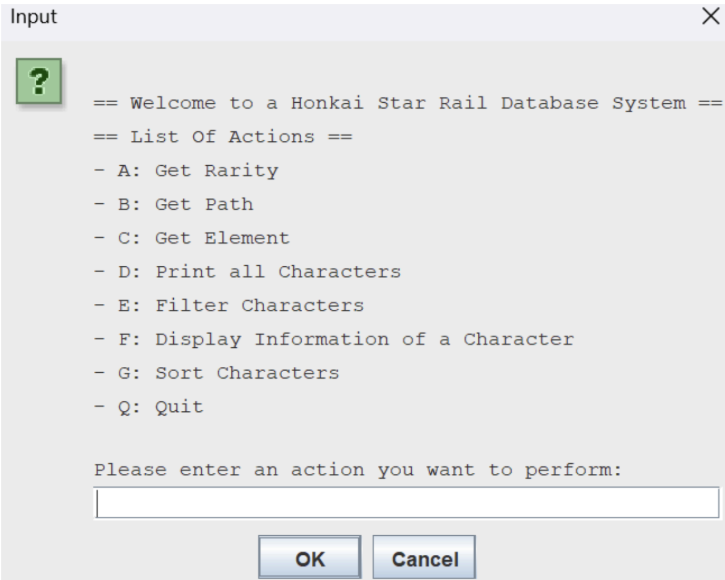 Input
== Welcome to a Honkai Star Rail Database System ==
== List Of Actions ==
- A: Get Rarity
- B: Get Path
- C: Get Element
- D: Print all Characters
- E: Filter Characters
- F: Display Information of a Character
- G: Sort Characters
- Q: Quit
Please enter an action you want to perform:
OK Cancel